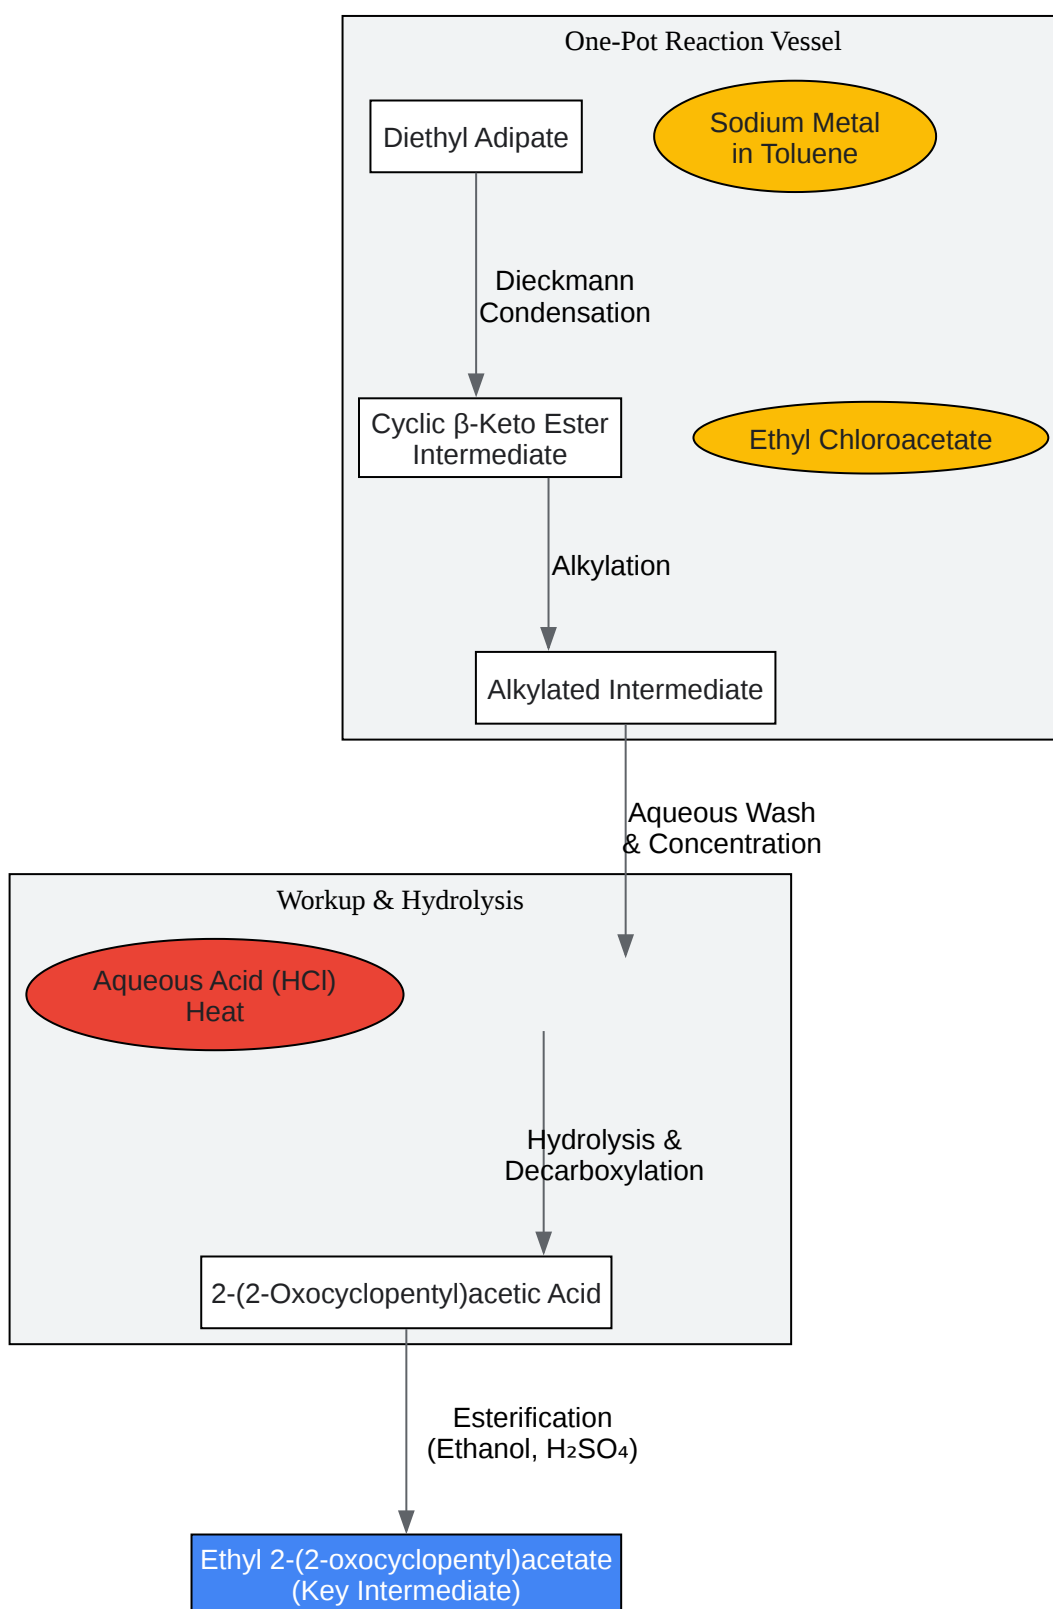 One-Pot Reaction Vessel
Diethyl Adipate
Sodium Metal
in Toluene
Dieckmann
Condensation
Cyclic β-Keto Ester
Intermediate
Ethyl Chloroacetate
Alkylation
Alkylated Intermediate
Aqueous Wash
& Concentration
Workup & Hydrolysis
Aqueous Acid (HCl)
Heat
Hydrolysis &
Decarboxylation
2-(2-Oxocyclopentyl)acetic Acid
Esterification
(Ethanol, H₂SO₄)
Ethyl 2-(2-oxocyclopentyl)acetate
(Key Intermediate)